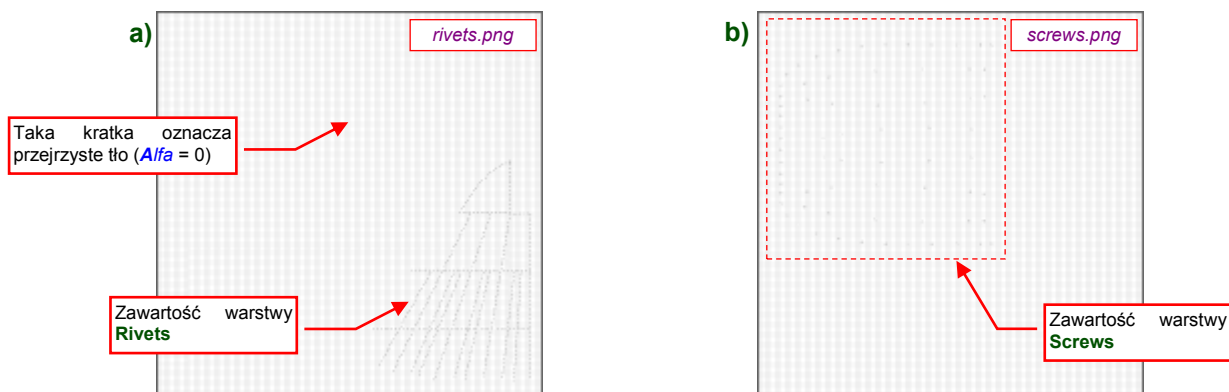 a)
rivets.png
Taka kratka oznacza
przejrzyste tło (Alfa = 0)
Zawartość warstwy
Rivets
b)
screws.png
Zawartość warstwy
Screws